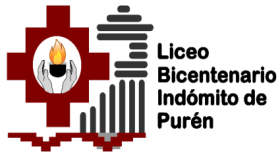 Liceo
Bicentenario
Indómito de
Purén